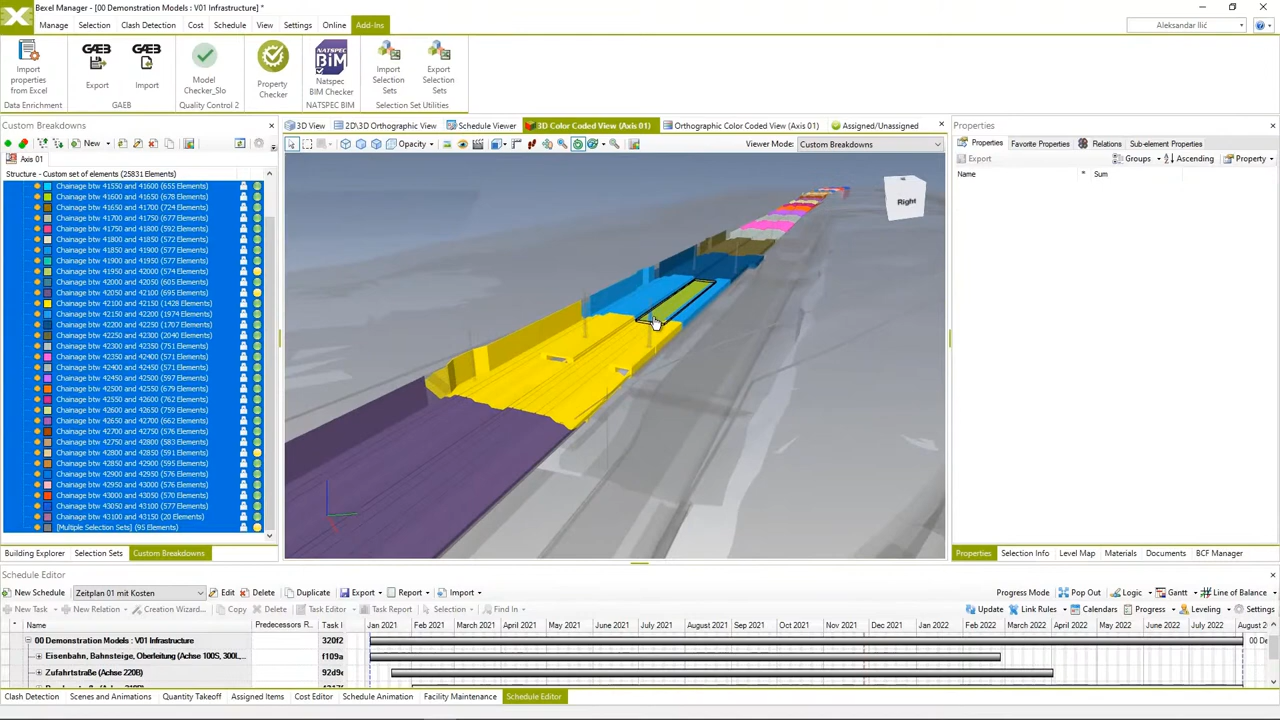 Bexel Manager - [00 Demonstration Models : V01 Infrastructure] *
Manage Selection Clash Detection Cost Schedule View Settings Online Add-Ins
Aleksandar Ilić
Import properties from Excel
GAEB Export
GAEB Import
Model Checker_Slo
Property Checker
NATSPEC BIM
Natspec BIM Checker
Import Selection Sets
Export Selection Sets
Data Enrichment GAEB Quality Control 2 NATSPEC BIM Selection Set Utilities
Custom Breakdowns
3D View 2D\3D Orthographic View Schedule Viewer 3D Color Coded View (Axis 01) Orthographic Color Coded View (Axis 01) Assigned/Unassigned
Properties
New
Opacity
Viewer Mode: Custom Breakdowns
Properties Favorite Properties Relations Sub-element Properties
Axis 01
Export Groups Ascending Property
Structure - Custom set of elements (25831 Elements)
Name * Sum
Chainage btw 41550 and 41600 (655 Elements)
Chainage btw 41600 and 41650 (678 Elements)
Chainage btw 41650 and 41700 (724 Elements)
Chainage btw 41700 and 41750 (677 Elements)
Chainage btw 41750 and 41800 (592 Elements)
Chainage btw 41800 and 41850 (572 Elements)
Chainage btw 41850 and 41900 (577 Elements)
Chainage btw 41900 and 41950 (577 Elements)
Chainage btw 41950 and 42000 (574 Elements)
Chainage btw 42000 and 42050 (605 Elements)
Chainage btw 42050 and 42100 (695 Elements)
Chainage btw 42100 and 42150 (1428 Elements)
Chainage btw 42150 and 42200 (1974 Elements)
Chainage btw 42200 and 42250 (1707 Elements)
Chainage btw 42250 and 42300 (2040 Elements)
Chainage btw 42300 and 42350 (751 Elements)
Chainage btw 42350 and 42400 (571 Elements)
Chainage btw 42400 and 42450 (571 Elements)
Chainage btw 42450 and 42500 (597 Elements)
Chainage btw 42500 and 42550 (679 Elements)
Chainage btw 42550 and 42600 (762 Elements)
Chainage btw 42600 and 42650 (759 Elements)
Chainage btw 42650 and 42700 (662 Elements)
Chainage btw 42700 and 42750 (576 Elements)
Chainage btw 42750 and 42800 (583 Elements)
Chainage btw 42800 and 42850 (591 Elements)
Chainage btw 42850 and 42900 (595 Elements)
Chainage btw 42900 and 42950 (576 Elements)
Chainage btw 42950 and 43000 (576 Elements)
Chainage btw 43000 and 43050 (570 Elements)
Chainage btw 43050 and 43100 (577 Elements)
Chainage btw 43100 and 43150 (20 Elements)
[Multiple Selection Sets] (95 Elements)
Right
Building Explorer Selection Sets Custom Breakdowns
Properties Selection Info Level Map Materials Documents BCF Manager
Schedule Editor
New Schedule Zeitplan 01 mit Kosten Edit Delete Duplicate Export Report Import Progress Mode Pop Out Logic Gantt Line of Balance
New Task New Relation Creation Wizard... Copy Delete Task Editor Task Report Selection Find In Update Link Rules Calendars Progress Leveling Settings
Name Predecessors R... Task I Jan 2021 Feb 2021 March 2021 April 2021 May 2021 June 2021 July 2021 August 2021 Sep 2021 Oct 2021 Nov 2021 Dec 2021 Jan 2022 Feb 2022 March 2022 April 2022 May 2022 June 2022 July 2022 August 2
00 Demonstration Models : V01 Infrastructure 320f2 00 De
Eisenbahn, Bahnsteige, Oberleitung (Achse 100S, 300L,... f109a
Zufahrtstraße (Achse 220B) 92d9e
Clash Detection Scenes and Animations Quantity Takeoff Assigned Items Cost Editor Schedule Animation Facility Maintenance Schedule Editor